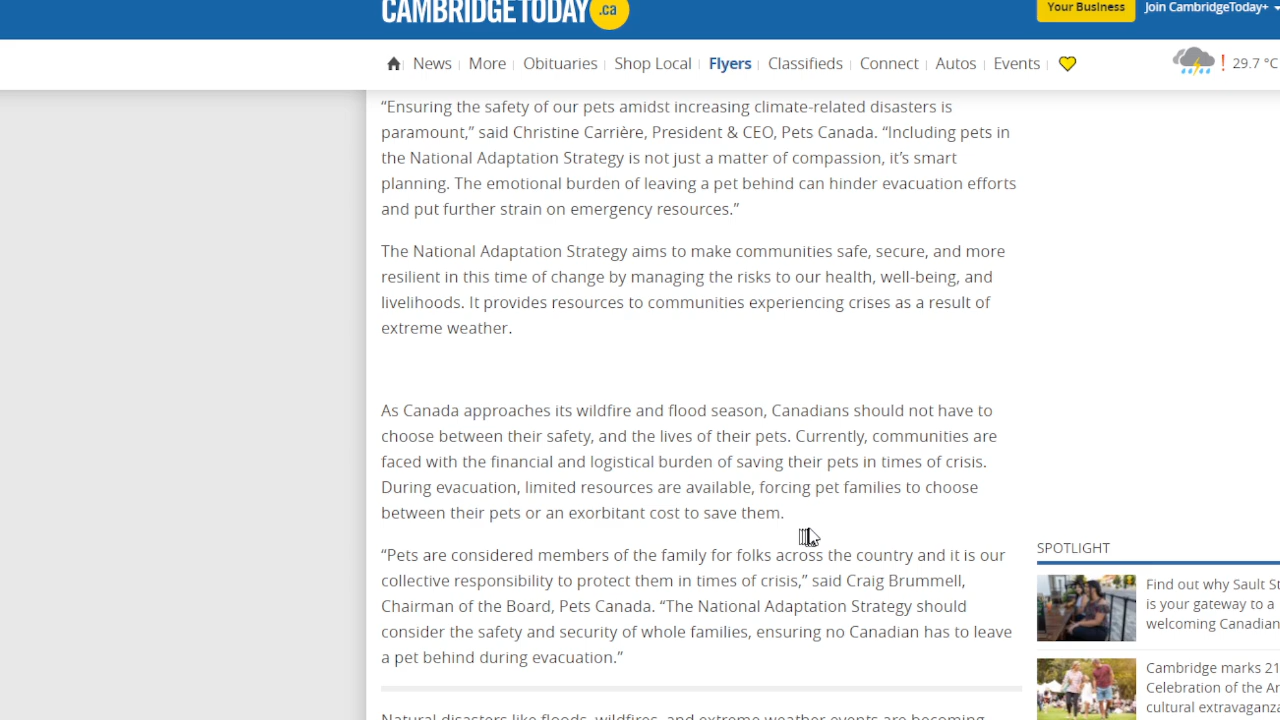 CAMBRIDGETODAY .ca
Your Business
Join CambridgeToday+
News | More | Obituaries | Shop Local | Flyers | Classifieds | Connect | Autos | Events
! 29.7 °C
“Ensuring the safety of our pets amidst increasing climate-related disasters is
paramount,” said Christine Carrière, President & CEO, Pets Canada. “Including pets in
the National Adaptation Strategy is not just a matter of compassion, it’s smart
planning. The emotional burden of leaving a pet behind can hinder evacuation efforts
and put further strain on emergency resources.”
The National Adaptation Strategy aims to make communities safe, secure, and more
resilient in this time of change by managing the risks to our health, well-being, and
livelihoods. It provides resources to communities experiencing crises as a result of
extreme weather.
As Canada approaches its wildfire and flood season, Canadians should not have to
choose between their safety, and the lives of their pets. Currently, communities are
faced with the financial and logistical burden of saving their pets in times of crisis.
During evacuation, limited resources are available, forcing pet families to choose
between their pets or an exorbitant cost to save them.
“Pets are considered members of the family for folks across the country and it is our
collective responsibility to protect them in times of crisis,” said Craig Brummell,
Chairman of the Board, Pets Canada. “The National Adaptation Strategy should
consider the safety and security of whole families, ensuring no Canadian has to leave
a pet behind during evacuation.”
Natural disasters like floods, wildfires, and extreme weather events are becoming
SPOTLIGHT
Find out why Sault St
is your gateway to a
welcoming Canadian
Cambridge marks 21
Celebration of the Ar
cultural extravaganz